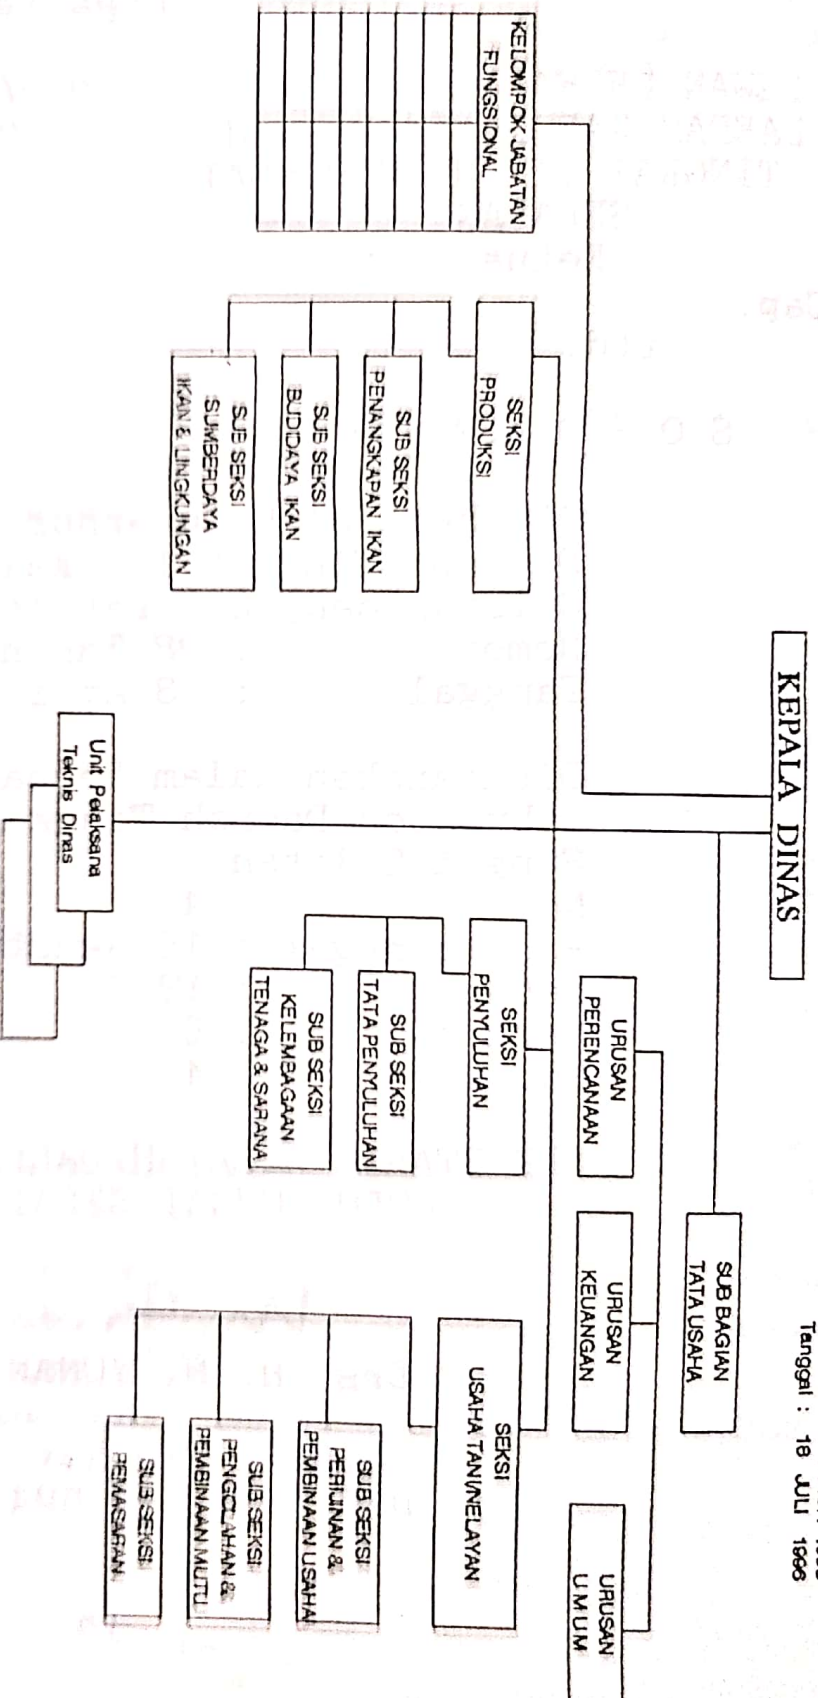 Tanggal : 18 JULI 1996
KEPALA DINAS
SUB BAGIAN
TATA USAHA
URUSAN
PERENCANAAN
URUSAN
KEUANGAN
URUSAN
UMUM
KELOMPOK JABATAN
FUNGSIONAL
SEKSI
PRODUKSI
SUB SEKSI
PENANGKAPAN IKAN
SUB SEKSI
BUDIDAYA IKAN
SUB SEKSI
SUMBERDAYA
IKAN & LINGKUNGAN
SEKSI
PENYULUHAN
SUB SEKSI
TATA PENYULUHAN
SUB SEKSI
KELEMBAGAAN
TENAGA & SARANA
SEKSI
USAHA TANI/NELAYAN
SUB SEKSI
PERIJINAN &
PEMBINAAN USAHA
SUB SEKSI
PENGOLAHAN &
PEMBINAAN MUTU
SUB SEKSI
PEMASARAN
Unit Pelaksana
Teknis Dinas